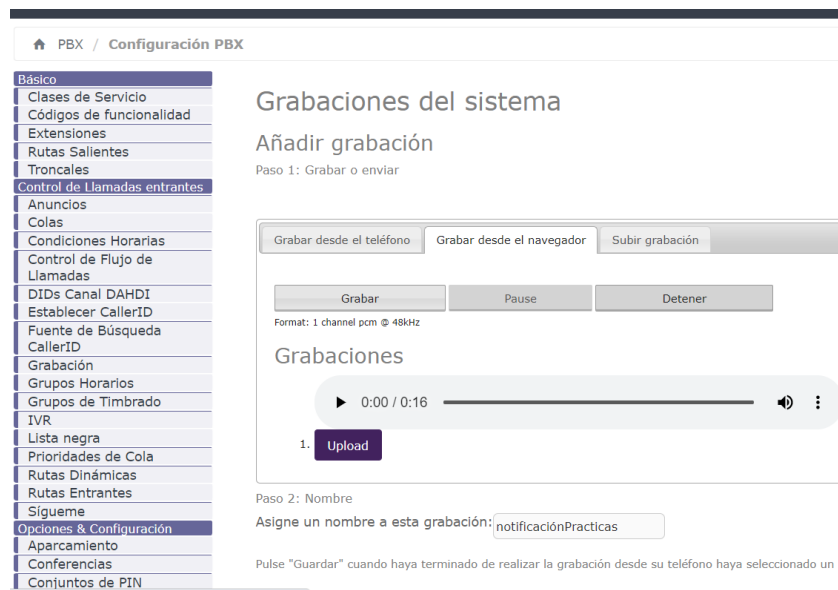 PBX / Configuración PBX
Básico
Clases de Servicio
Códigos de funcionalidad
Extensiones
Rutas Salientes
Troncales
Control de Llamadas entrantes
Anuncios
Colas
Condiciones Horarias
Control de Flujo de
Llamadas
DIDs Canal DAHDI
Establecer CallerID
Fuente de Búsqueda
CallerID
Grabación
Grupos Horarios
Grupos de Timbrado
IVR
Lista negra
Prioridades de Cola
Rutas Dinámicas
Rutas Entrantes
Sígueme
Opciones & Configuración
Aparcamiento
Conferencias
Conjuntos de PIN
Grabaciones del sistema
Añadir grabación
Paso 1: Grabar o enviar
Grabar desde el teléfono Grabar desde el navegador Subir grabación
Grabar Pause Detener
Format: 1 channel pcm @ 48kHz
Grabaciones
0:00 / 0:16
1. Upload
Paso 2: Nombre
Asigne un nombre a esta grabación: notificaciónPracticas
Pulse "Guardar" cuando haya terminado de realizar la grabación desde su teléfono haya seleccionado un